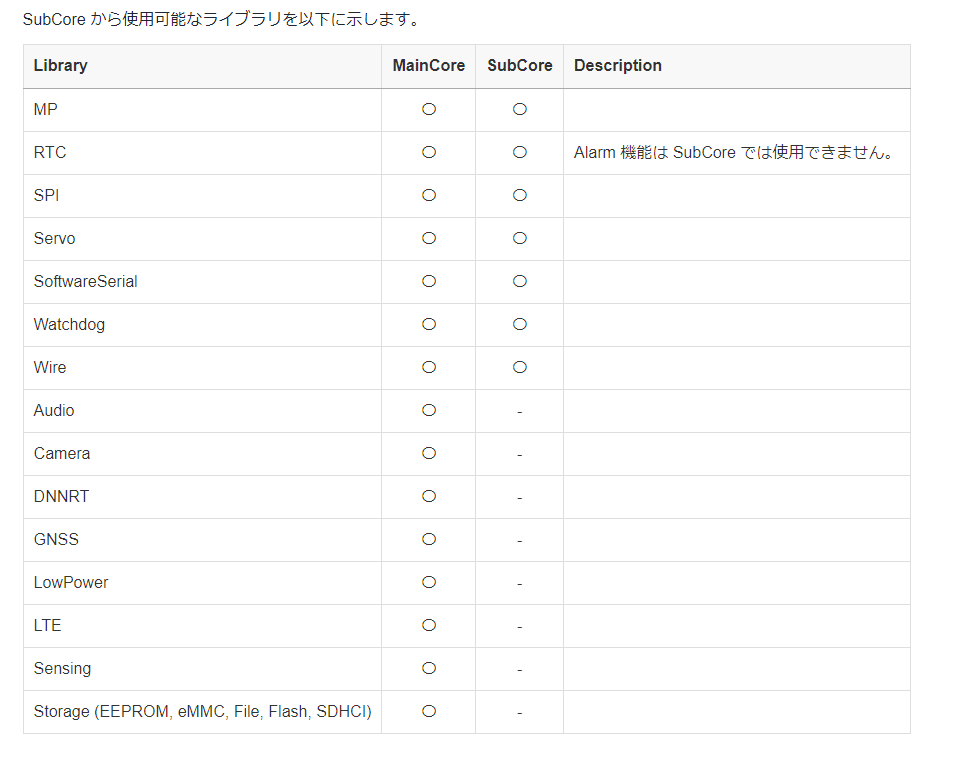 SubCore から使用可能なライブラリを以下に示します。
Library MainCore SubCore Description
MP 〇 〇
RTC 〇 〇 Alarm 機能は SubCore では使用できません。
SPI 〇 〇
Servo 〇 〇
SoftwareSerial 〇 〇
Watchdog 〇 〇
Wire 〇 〇
Audio 〇 -
Camera 〇 -
DNNRT 〇 -
GNSS 〇 -
LowPower 〇 -
LTE 〇 -
Sensing 〇 -
Storage (EEPROM, eMMC, File, Flash, SDHCI) 〇 -